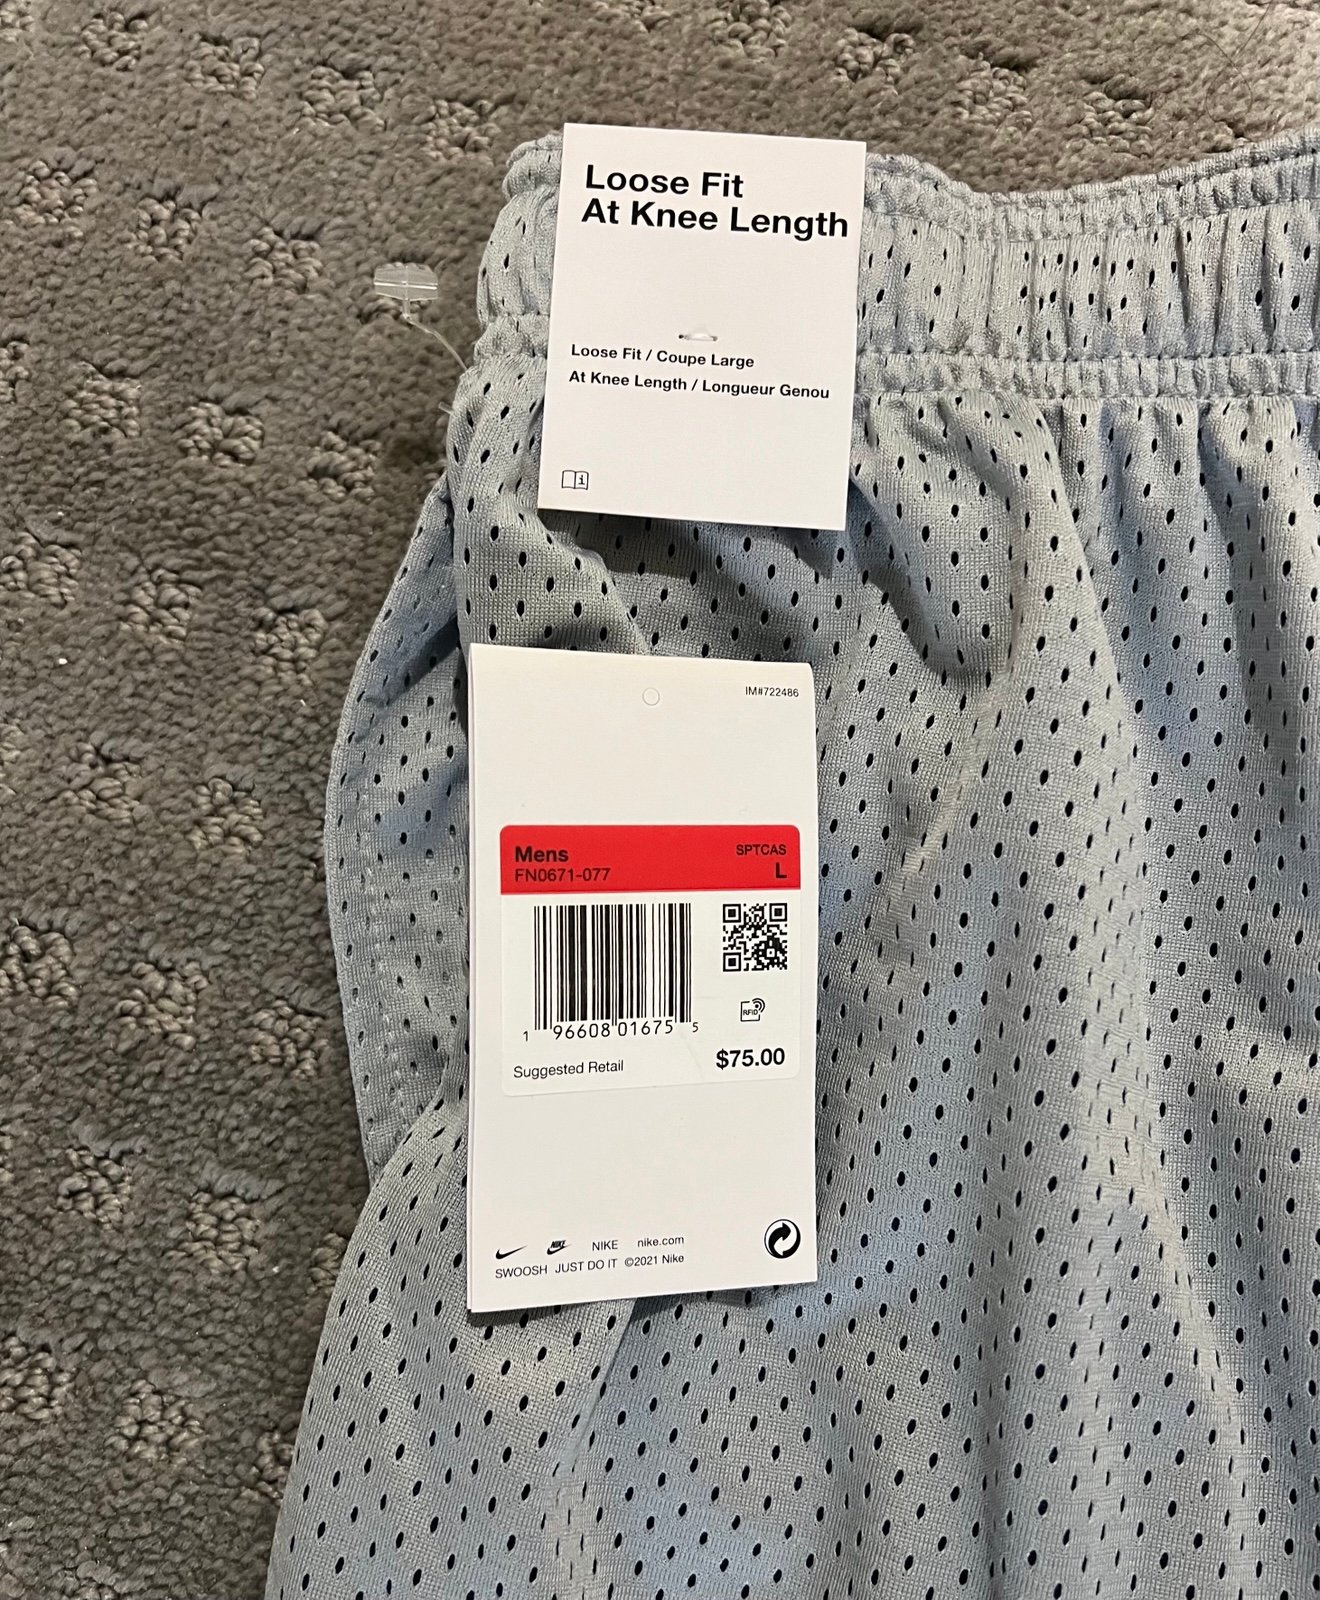 Loose Fit
At Knee Length
Loose Fit / Coupe Large
At Knee Length / Longueur Genou
i
IM#722486
Mens
SPTCAS
FN0671-077
L
RFID
1 96608 01675 5
Suggested Retail
$75.00
NIKE
NIKE
nike.com
SWOOSH JUST DO IT ©2021 Nike